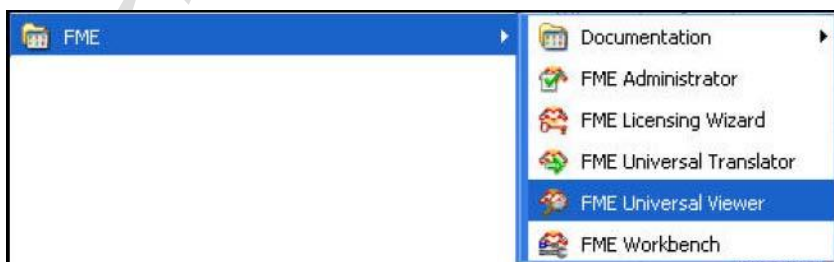 FME
Documentation
FME Administrator
FME Licensing Wizard
FME Universal Translator
FME Universal Viewer
FME Workbench